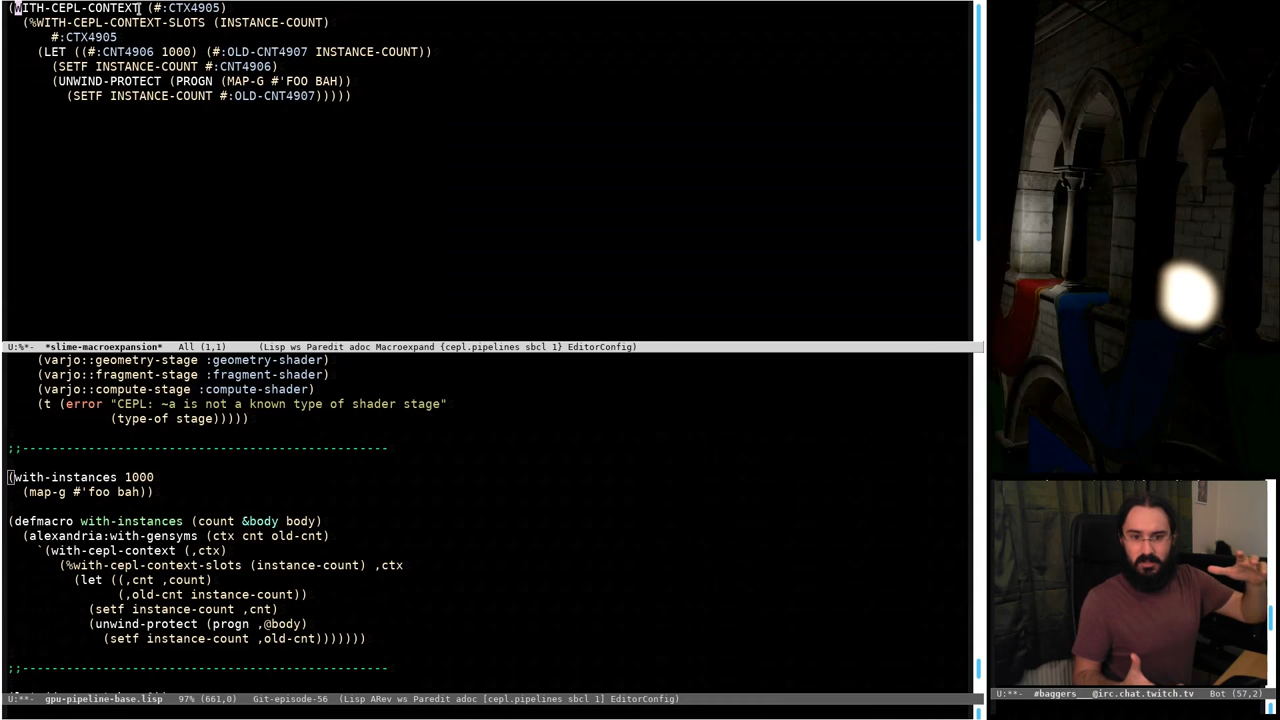 (WITH-CEPL-CONTEXT (#:CTX4905)
(%WITH-CEPL-CONTEXT-SLOTS (INSTANCE-COUNT)
#:CTX4905
(LET ((#:CNT4906 1000) (#:OLD-CNT4907 INSTANCE-COUNT))
(SETF INSTANCE-COUNT #:CNT4906)
(UNWIND-PROTECT (PROGN (MAP-G #'FOO BAH))
(SETF INSTANCE-COUNT #:OLD-CNT4907)))))
U:%*- *slime-macroexpansion* All (1,1) (Lisp ws Paredit adoc Macroexpand {cepl.pipelines sbcl 1} EditorConfig)
(varjo::geometry-stage :geometry-shader)
(varjo::fragment-stage :fragment-shader)
(varjo::compute-stage :compute-shader)
(t (error "CEPL: ~a is not a known type of shader stage"
(type-of stage)))))
;;-------------------------------------------------
(with-instances 1000
(map-g #'foo bah))
(defmacro with-instances (count &body body)
(alexandria:with-gensyms (ctx cnt old-cnt)
`(with-cepl-context (,ctx)
(%with-cepl-context-slots (instance-count) ,ctx
(let ((,cnt ,count)
(,old-cnt instance-count))
(setf instance-count ,cnt)
(unwind-protect (progn ,@body)
(setf instance-count ,old-cnt)))))))
;;-------------------------------------------------
U:**- gpu-pipeline-base.lisp 97% (661,0) Git-episode-56 (Lisp ARev ws Paredit adoc [cepl.pipelines sbcl 1] EditorConfig)
U:**- #baggers___@irc.chat.twitch.tv Bot (57,2)